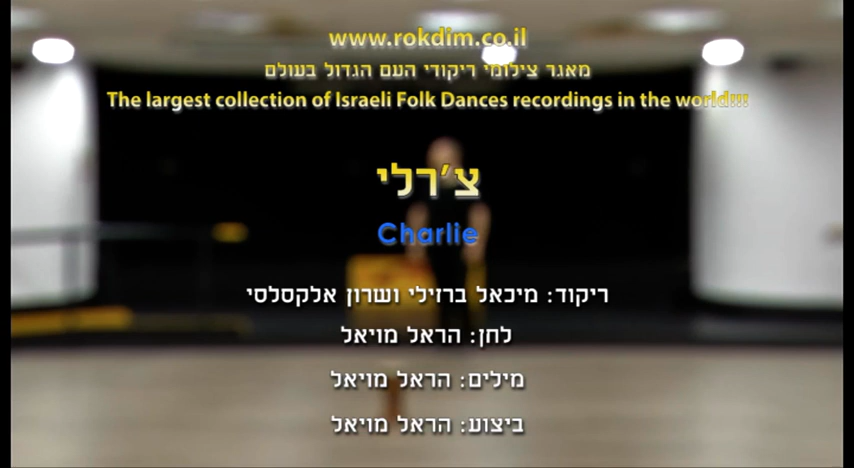 www.rokdim.co.il
מאגר צילומי ריקודי העם הגדול בעולם
The largest collection of Israeli Folk Dances recordings in the world!!!
צ'רלי
Charlie
ריקוד: מיכאל ברזילי ושרון אלקסלסי
לחן: הראל מויאל
מילים: הראל מויאל
ביצוע: הראל מויאל